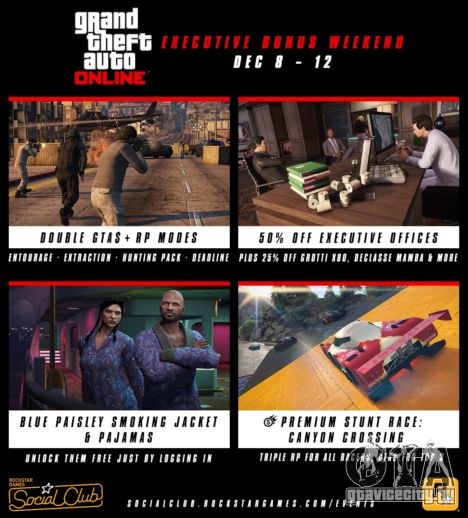 grand
theft
auto
ONLINE
EXECUTIVE BONUS WEEKEND
DEC 8 - 12
DOUBLE GTA$ + RP MODES
ENTOURAGE · EXTRACTION · HUNTING PACK · DEADLINE
50% OFF EXECUTIVE OFFICES
PLUS 25% OFF GROTTI X80, DECLASSE MAMBA & MORE
BLUE PAISLEY SMOKING JACKET
& PAJAMAS
UNLOCK THEM FREE JUST BY LOGGING IN
PREMIUM STUNT RACE:
CANYON CROSSING
TRIPLE RP FOR ALL RACERS,
ROCKSTAR
GAMES
Social Club
SOCIALCLUB.ROCKSTARGAMES.COM/EVENTS
GTA
gtavicecity.ru